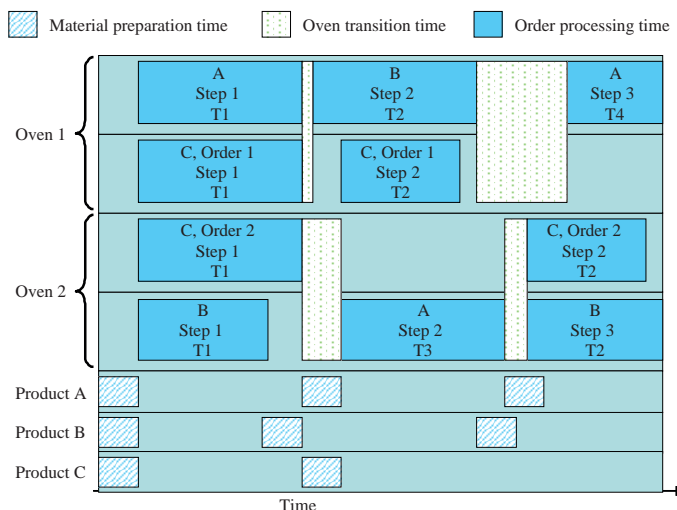 Material preparation time
Oven transition time
Order processing time
Oven 1
A
Step 1
T1
B
Step 2
T2
A
Step 3
T4
C, Order 1
Step 1
T1
C, Order 1
Step 2
T2
Oven 2
C, Order 2
Step 1
T1
C, Order 2
Step 2
T2
B
Step 1
T1
A
Step 2
T3
B
Step 3
T2
Product A
Product B
Product C
Time